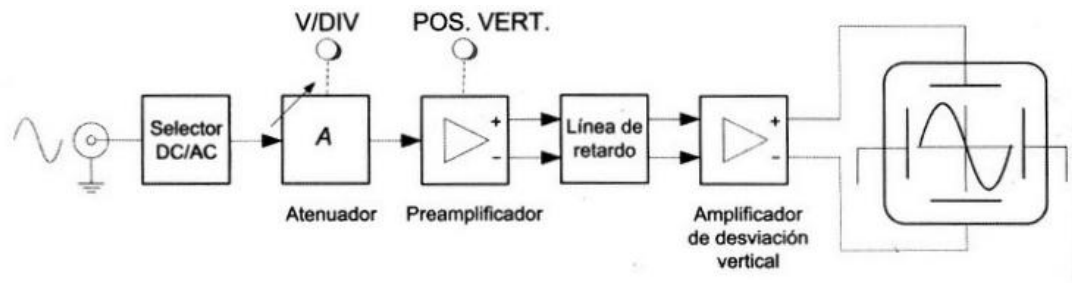 V/DIV
POS. VERT.
Selector
DC/AC
A
+
−
Línea de
retardo
+
−
Atenuador
Preamplificador
Amplificador
de desviación
vertical